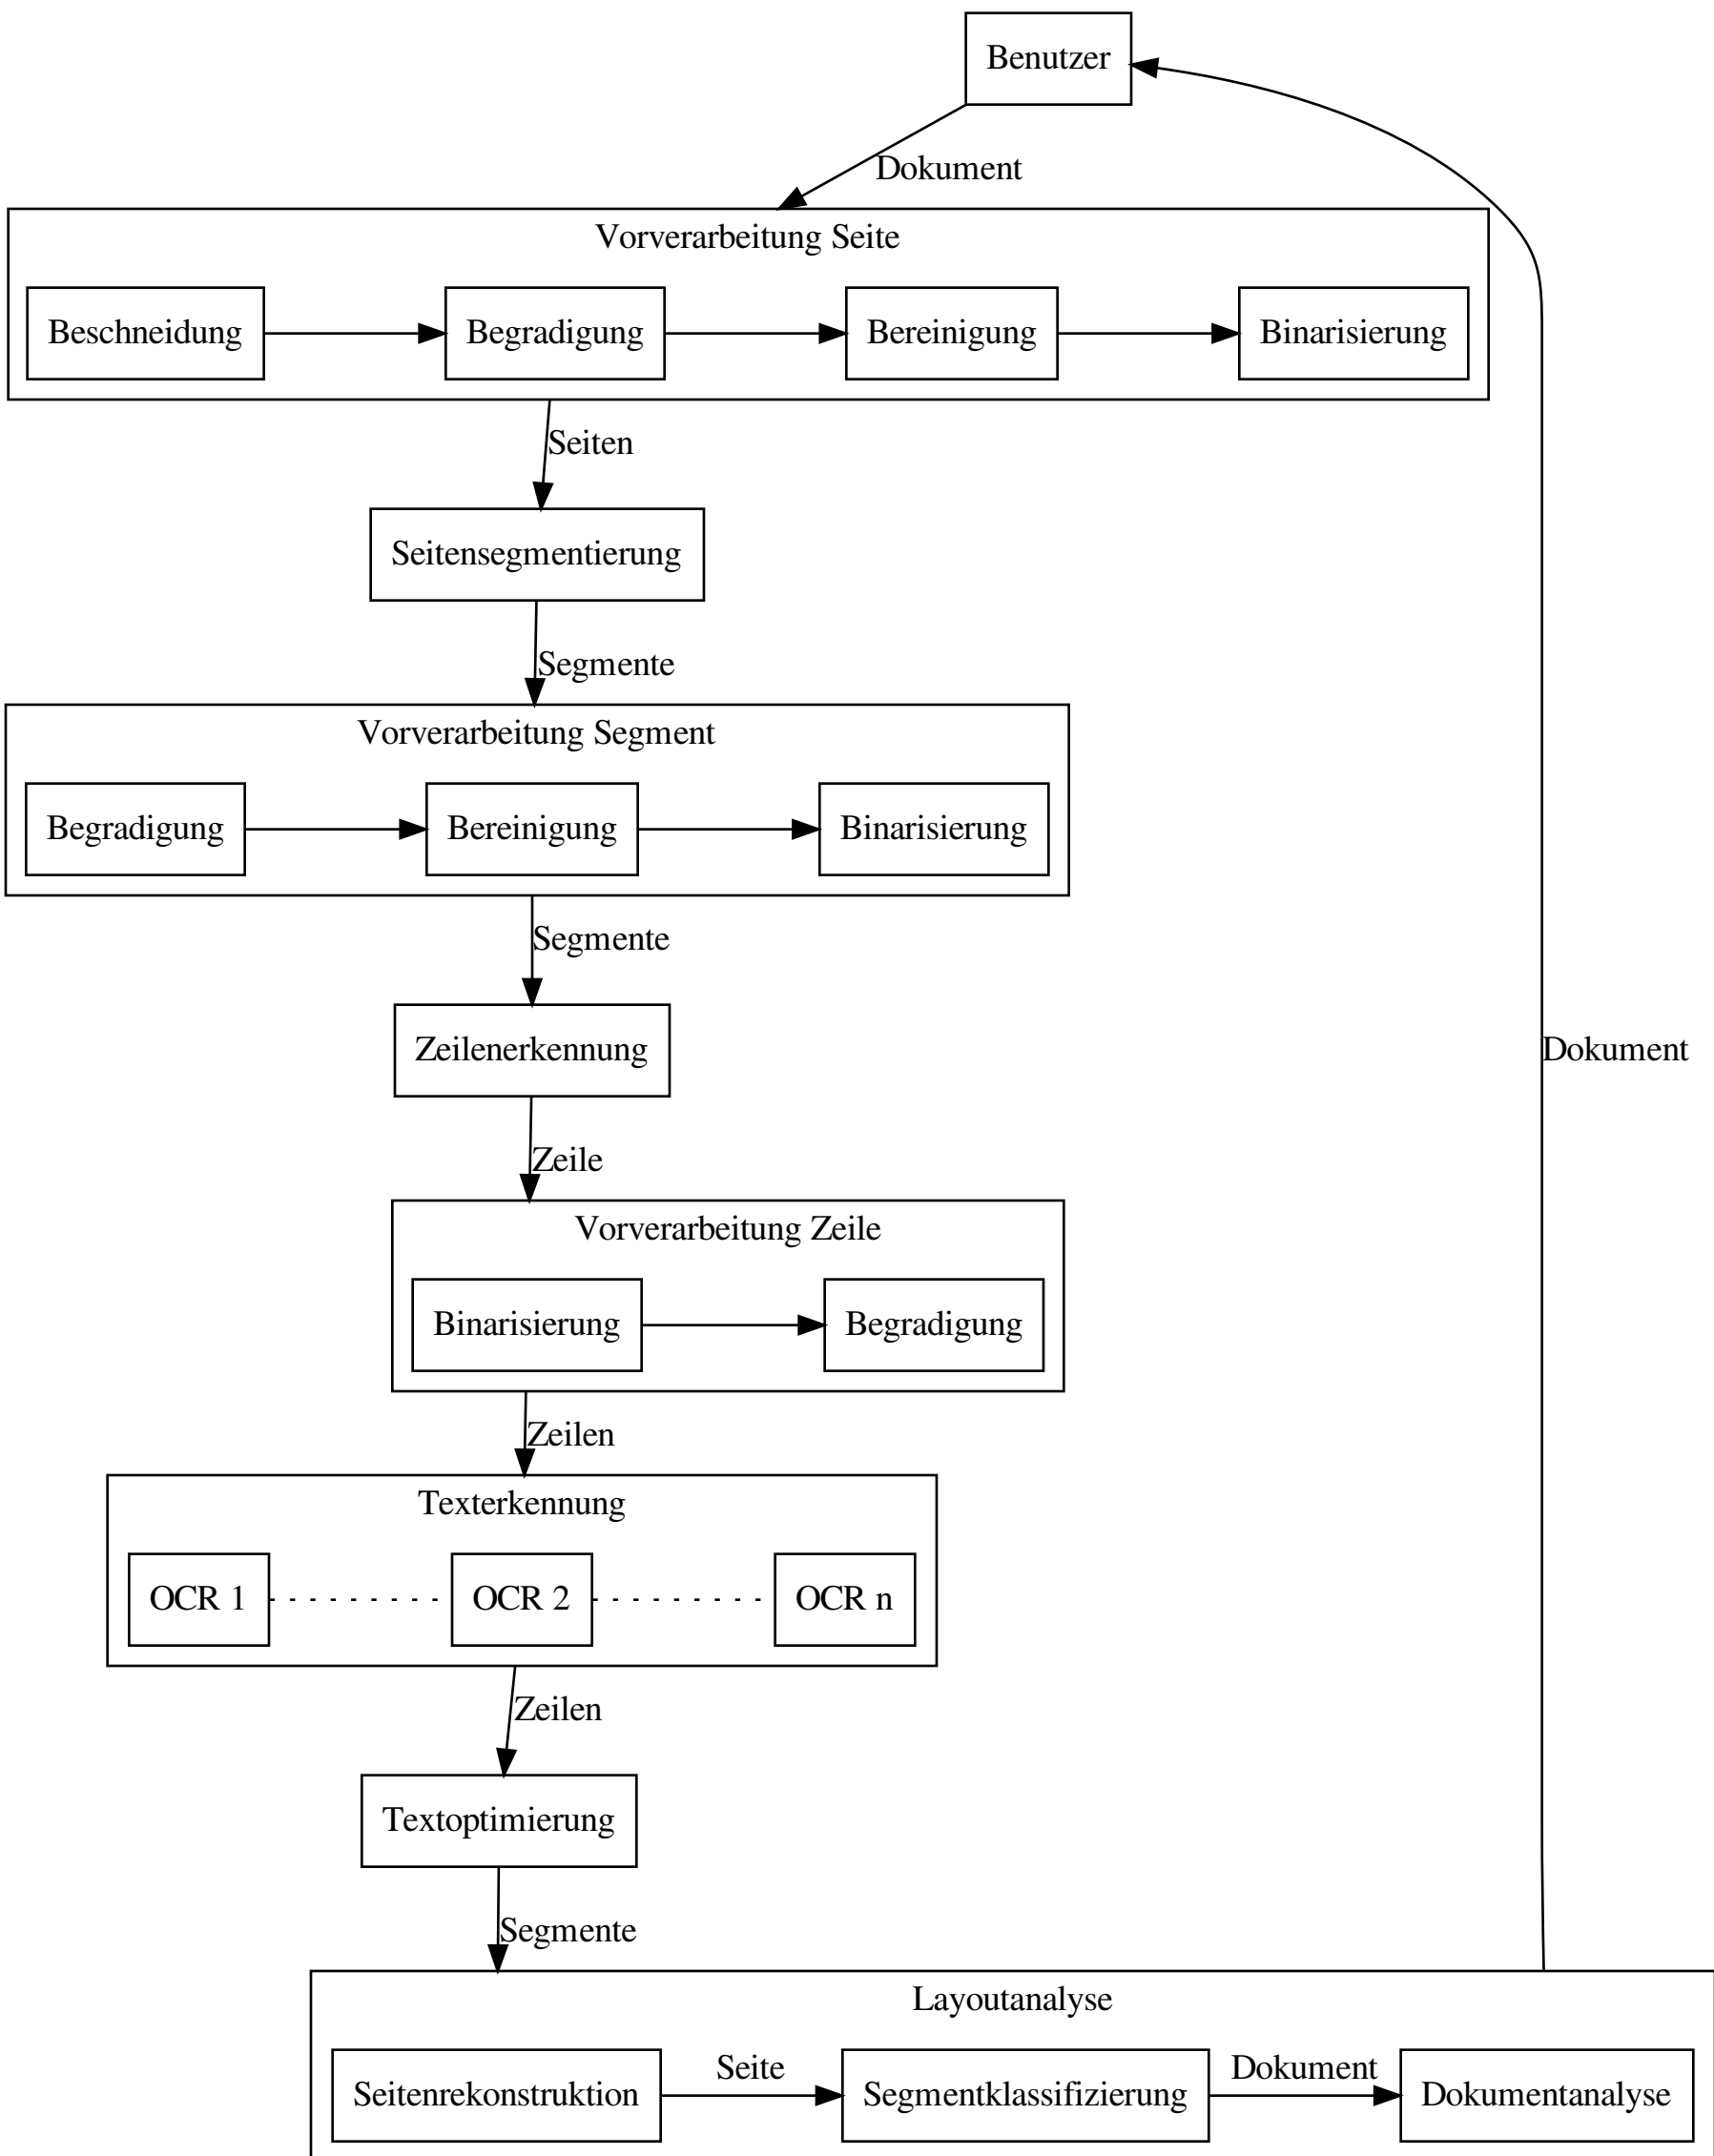 Benutzer
Dokument
Vorverarbeitung Seite
Beschneidung Begradigung Bereinigung Binarisierung
Seiten
Seitensegmentierung
Segmente
Vorverarbeitung Segment
Begradigung Bereinigung Binarisierung
Segmente
Zeilenerkennung
Dokument
Zeile
Vorverarbeitung Zeile
Binarisierung Begradigung
Zeilen
Texterkennung
OCR 1 OCR 2 OCR n
Zeilen
Textoptimierung
Segmente
Layoutanalyse
Seite Dokument
Seitenrekonstruktion Segmentklassifizierung Dokumentanalyse